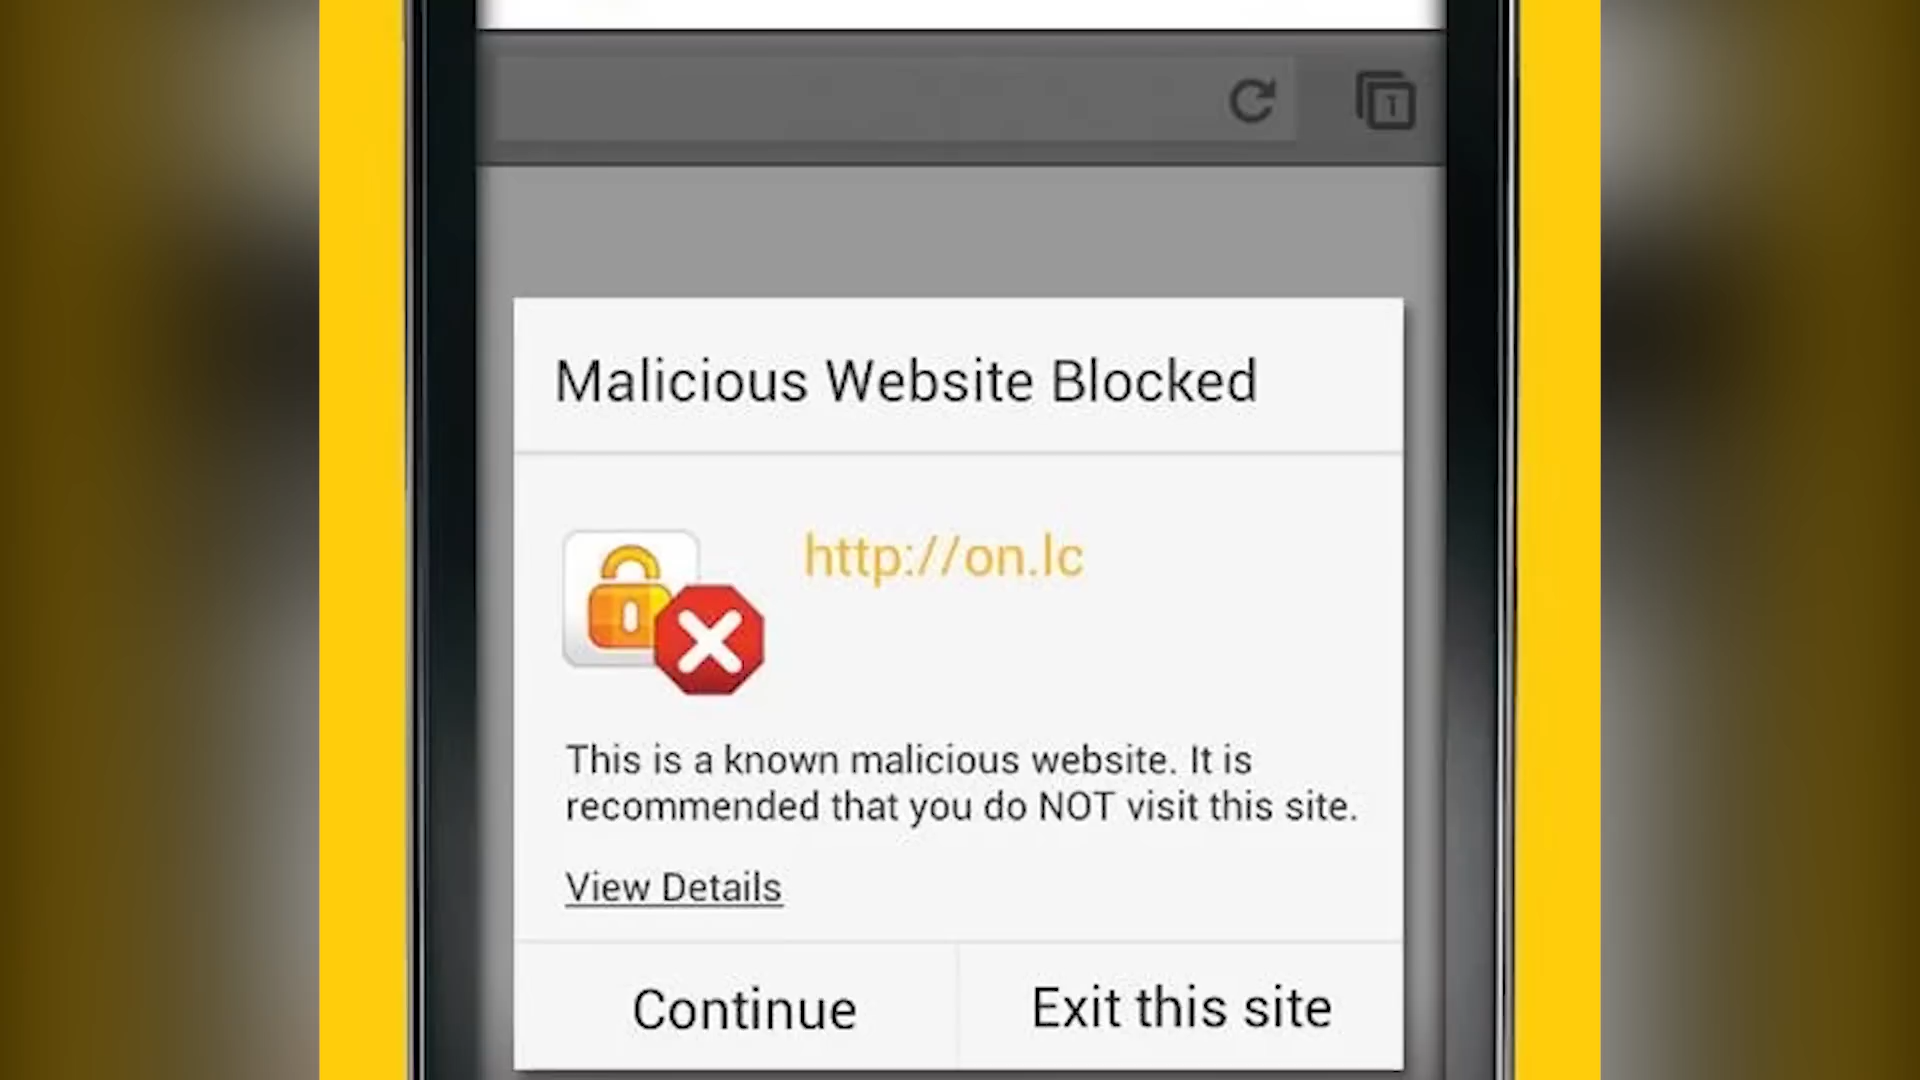 1
Malicious Website Blocked
http://on.lc
This is a known malicious website. It is
recommended that you do NOT visit this site.
View Details
Continue
Exit this site